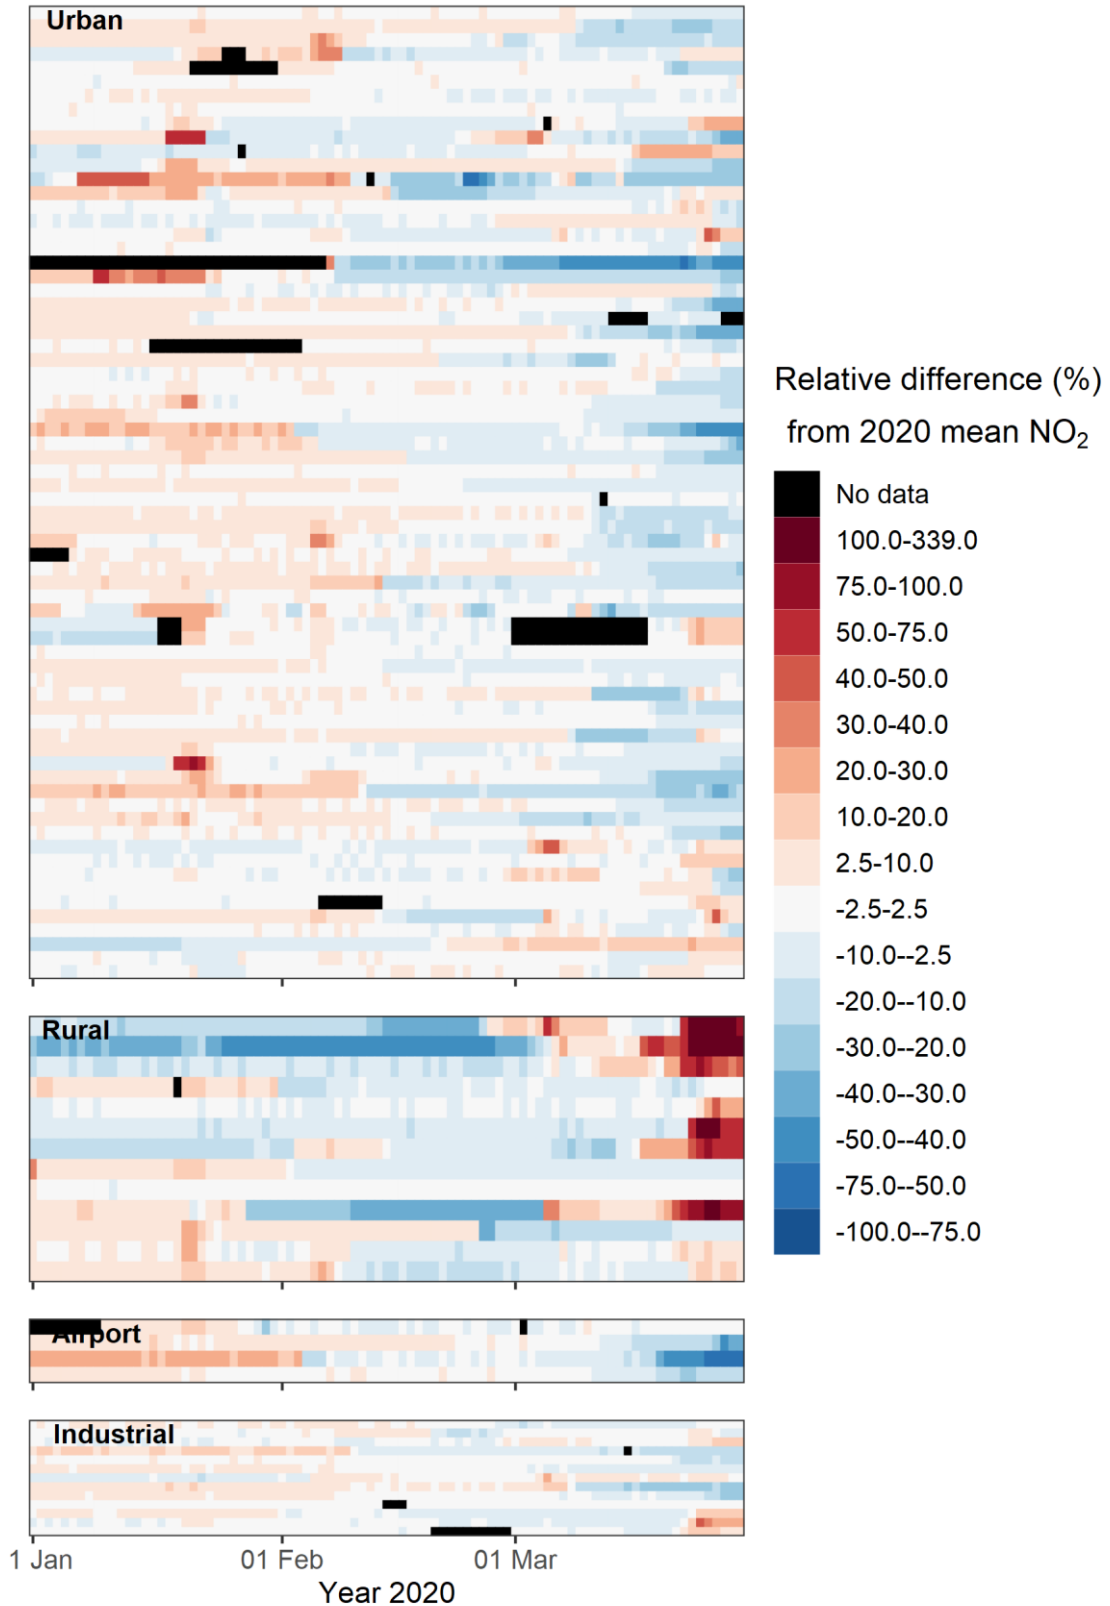 Urban
Relative difference (%)
from 2020 mean NO₂
No data
100.0-339.0
75.0-100.0
50.0-75.0
40.0-50.0
30.0-40.0
20.0-30.0
10.0-20.0
2.5-10.0
-2.5-2.5
-10.0--2.5
-20.0--10.0
-30.0--20.0
-40.0--30.0
-50.0--40.0
-75.0--50.0
-100.0--75.0
Rural
Airport
Industrial
1 Jan 01 Feb 01 Mar
Year 2020